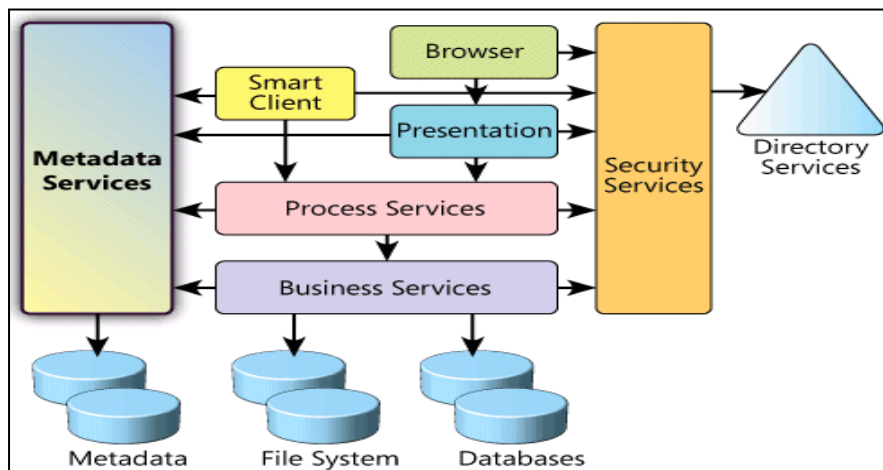 Browser
Smart
Client
Presentation
Metadata
Services
Security
Services
Directory
Services
Process Services
Business Services
Metadata
File System
Databases